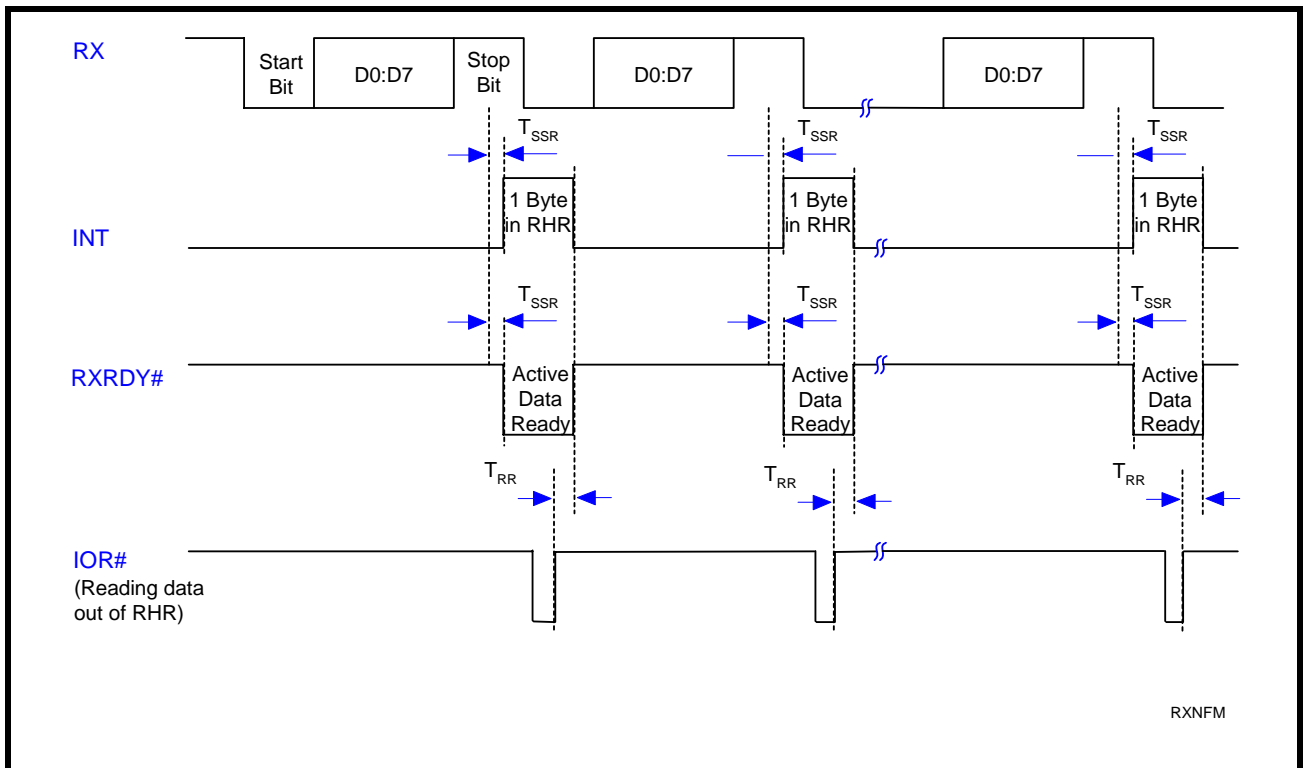 RX
Start
Bit
D0:D7
Stop
Bit
D0:D7
D0:D7
TSSR
TSSR
TSSR
INT
1 Byte
in RHR
1 Byte
in RHR
1 Byte
in RHR
TSSR
TSSR
TSSR
RXRDY#
Active
Data
Ready
Active
Data
Ready
Active
Data
Ready
TRR
TRR
TRR
IOR#
(Reading data
out of RHR)
RXNFM